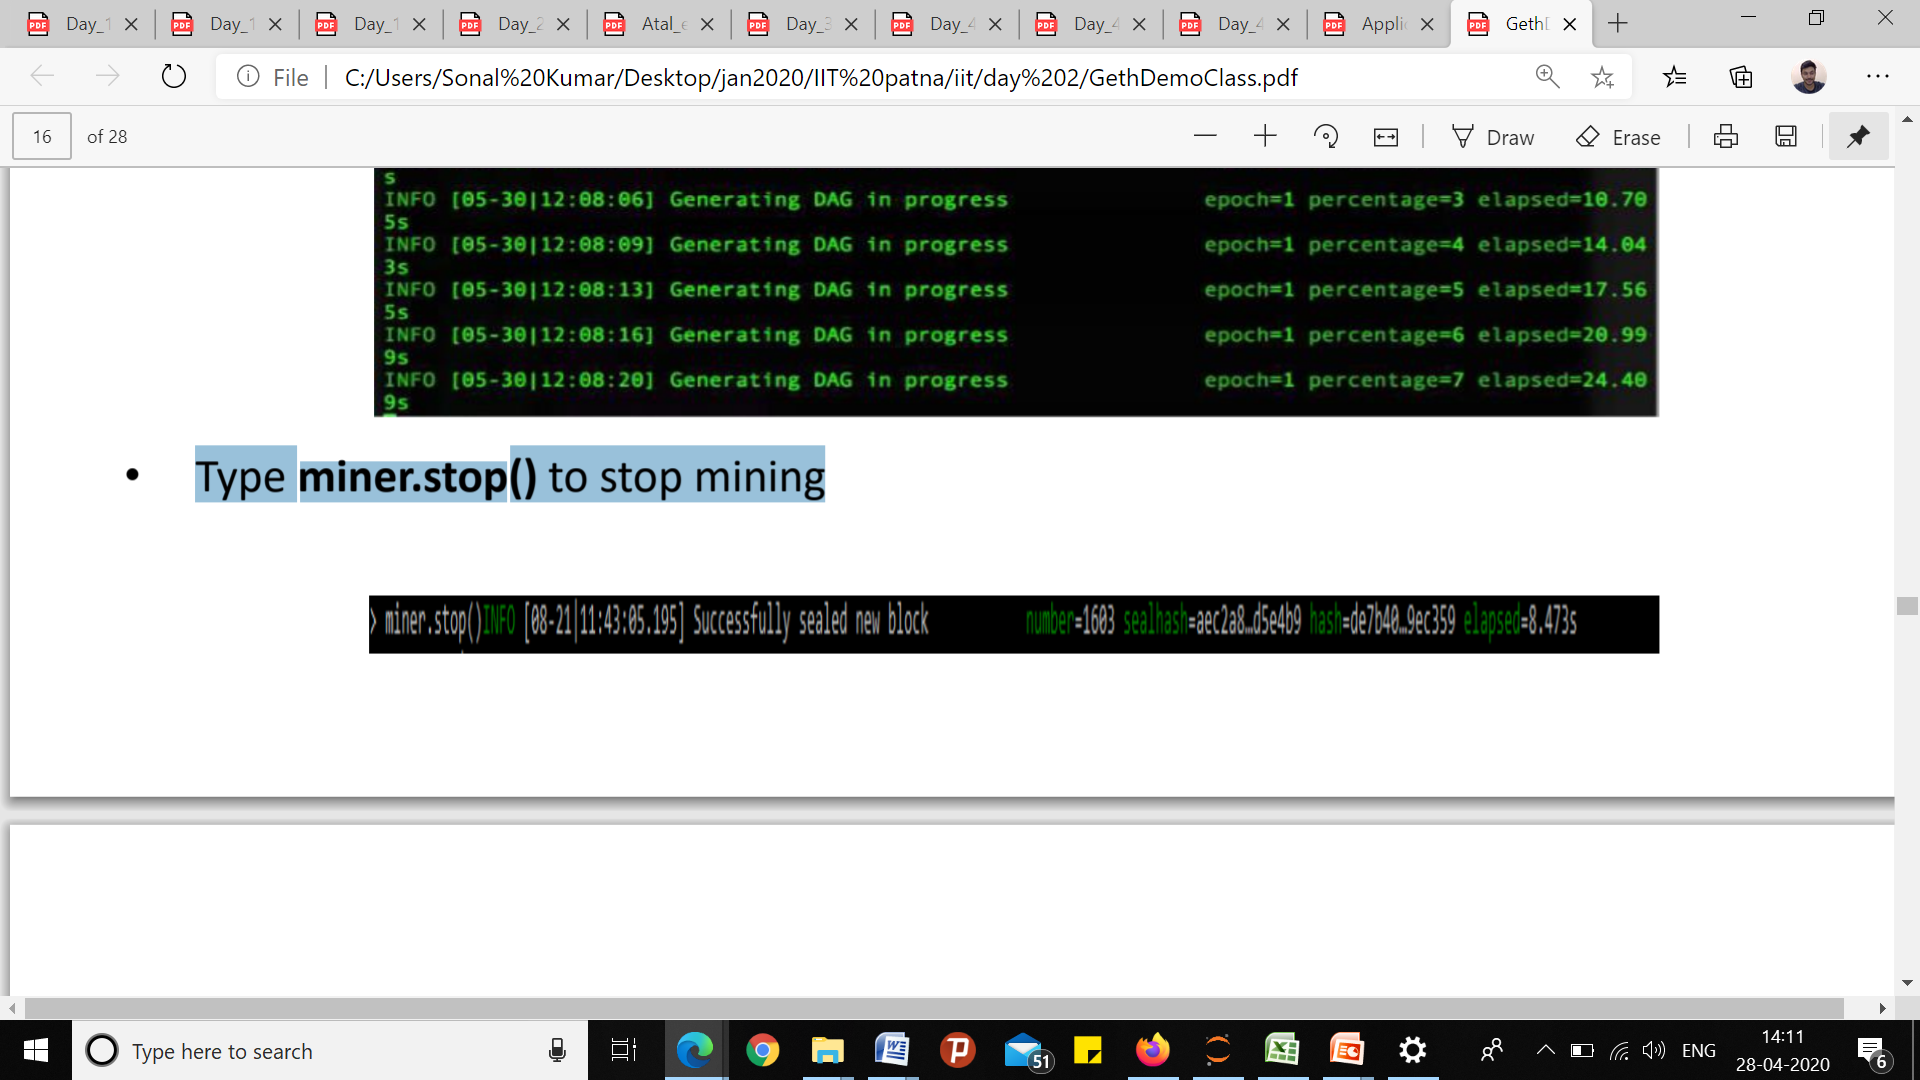 Day_1 Day_1 Day_1 Day_2 Atal_e Day_3 Day_4 Day_4 Day_4 Applic GethD
File | C:/Users/Sonal%20Kumar/Desktop/jan2020/IIT%20patna/iit/day%202/GethDemoClass.pdf
16 of 28 Draw Erase
s
INFO [05-30|12:08:06] Generating DAG in progress epoch=1 percentage=3 elapsed=10.70
5s
INFO [05-30|12:08:09] Generating DAG in progress epoch=1 percentage=4 elapsed=14.04
3s
INFO [05-30|12:08:13] Generating DAG in progress epoch=1 percentage=5 elapsed=17.56
5s
INFO [05-30|12:08:16] Generating DAG in progress epoch=1 percentage=6 elapsed=20.99
9s
INFO [05-30|12:08:20] Generating DAG in progress epoch=1 percentage=7 elapsed=24.40
9s
• Type miner.stop() to stop mining
> miner.stop()INFO [08-21|11:43:05.195] Successfully sealed new block number=1603 sealhash=aec2a8…d5e4b9 hash=de7b40…9ec359 elapsed=8.473s
Type here to search 51 ENG 14:11
28-04-2020 6